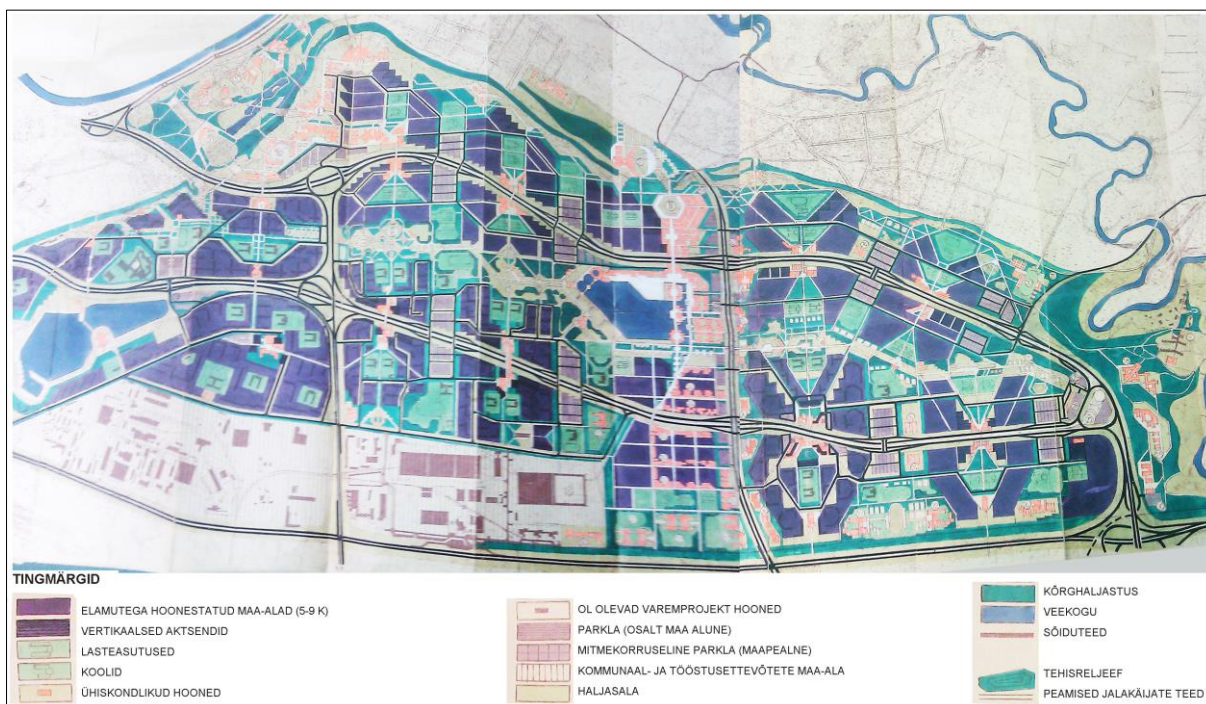 TINGMÄRGID
ELAMUTEGA HOONESTATUD MAA-ALAD (5-9 K)
VERTIKAALSED AKTSENDID
LASTEASUTUSED
KOOLID
ÜHISKONDLIKUD HOONED
OL OLEVAD VAREMPROJEKT HOONED
PARKLA (OSALT MAA ALUNE)
MITMEKORRUSELINE PARKLA (MAAPEALNE)
KOMMUNAAL- JA TÖÖSTUSETTEVÕTETE MAA-ALA
HALJASALA
KÕRGHALJASTUS
VEEKOGU
SÕIDUTEED
TEHISRELJEEF
PEAMISED JALAKÄIJATE TEED